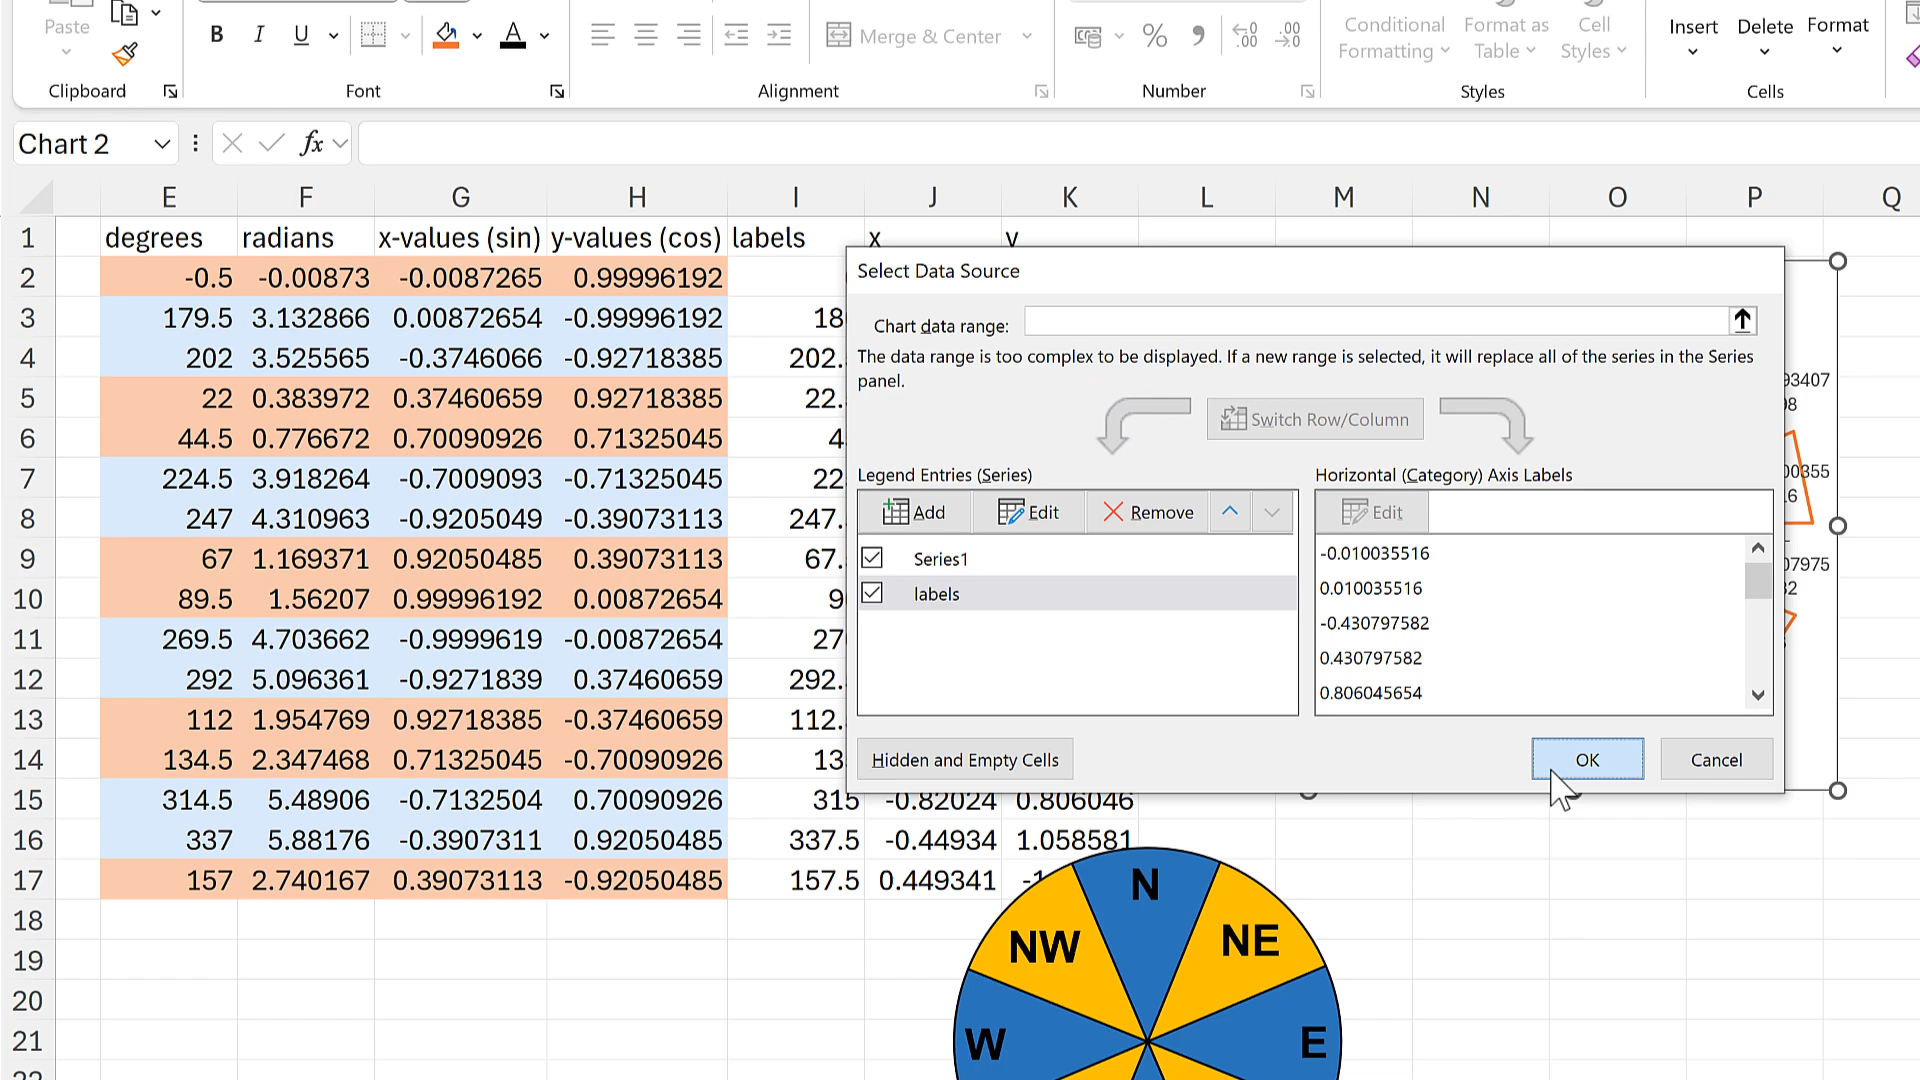 Paste
B I U A
Merge & Center
% 9
.00
.00
Conditional Formatting
Format as Table
Cell Styles
Insert Delete Format
Clipboard Font Alignment Number Styles Cells
Chart 2 fx
E F G H I J K L M N O P Q
1 degrees radians x-values (sin) y-values (cos) labels x
2 -0.5 -0.00873 -0.0087265 0.99996192
3 179.5 3.132866 0.00872654 -0.99996192
4 202 3.525565 -0.3746066 -0.92718385
5 22 0.383972 0.37460659 0.92718385
6 44.5 0.776672 0.70090926 0.71325045
7 224.5 3.918264 -0.7009093 -0.71325045
8 247 4.310963 -0.9205049 -0.39073113
9 67 1.169371 0.92050485 0.39073113
10 89.5 1.56207 0.99996192 0.00872654
11 269.5 4.703662 -0.9999619 -0.00872654
12 292 5.096361 -0.9271839 0.37460659
13 112 1.954769 0.92718385 -0.37460659
14 134.5 2.347468 0.71325045 -0.70090926
15 314.5 5.48906 -0.7132504 0.70090926 315 -0.82024 0.806046
16 337 5.88176 -0.3907311 0.92050485 337.5 -0.44934 1.058581
17 157 2.740167 0.39073113 -0.92050485 157.5 0.449341
18
19
20
21
Select Data Source
Chart data range:
The data range is too complex to be displayed. If a new range is selected, it will replace all of the series in the Series
panel.
Switch Row/Column
Legend Entries (Series)
Add Edit Remove
Series1
labels
Horizontal (Category) Axis Labels
Edit
-0.010035516
0.010035516
-0.430797582
0.430797582
0.806045654
Hidden and Empty Cells
OK Cancel
N
NW NE
W E